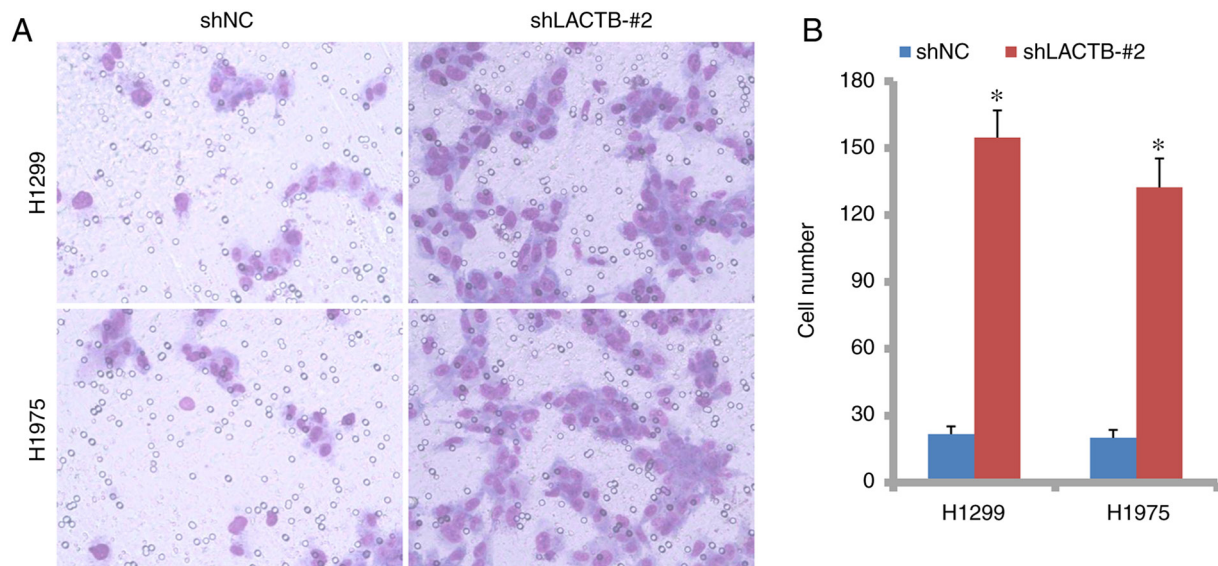 A
shNC
shLACTB-#2
H1299
H1975
B
shNC
shLACTB-#2
180
150
120
90
60
30
0
Cell number
*
*
H1299
H1975